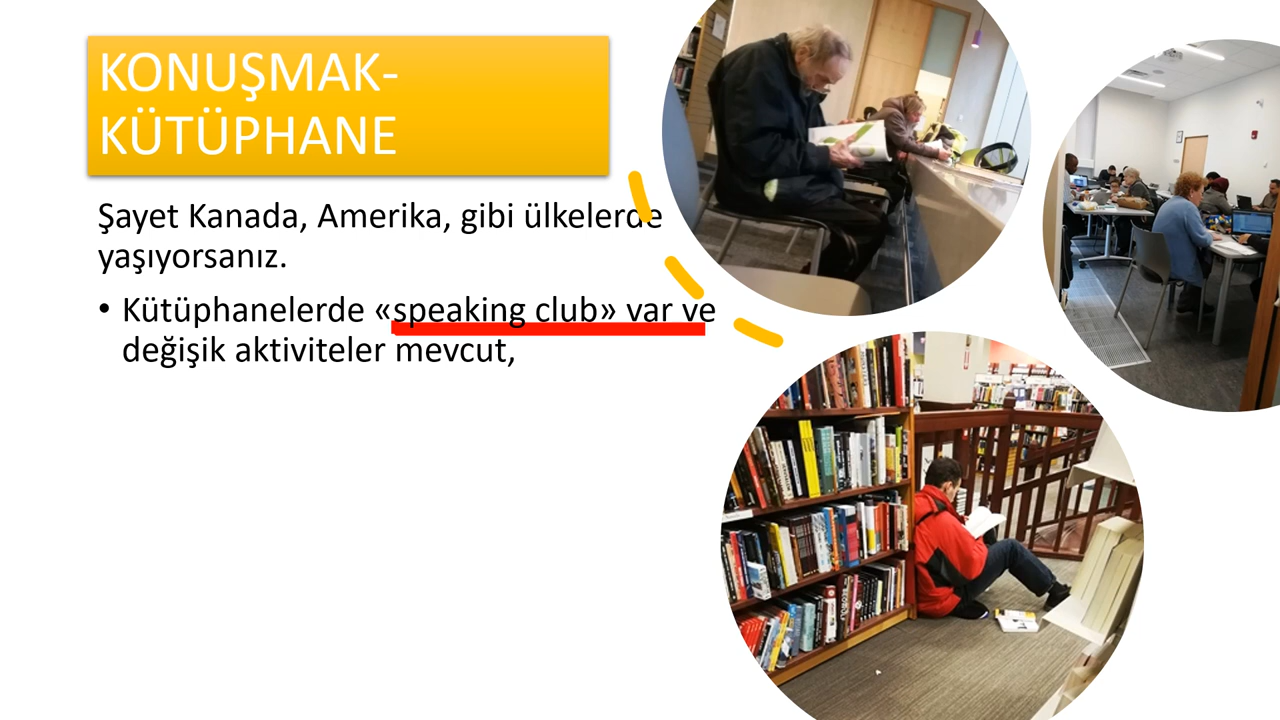 KONUŞMAK-
KÜTÜPHANE
Şayet Kanada, Amerika, gibi ülkelerde
yaşıyorsanız.
• Kütüphanelerde «speaking club» var ve
değişik aktiviteler mevcut,